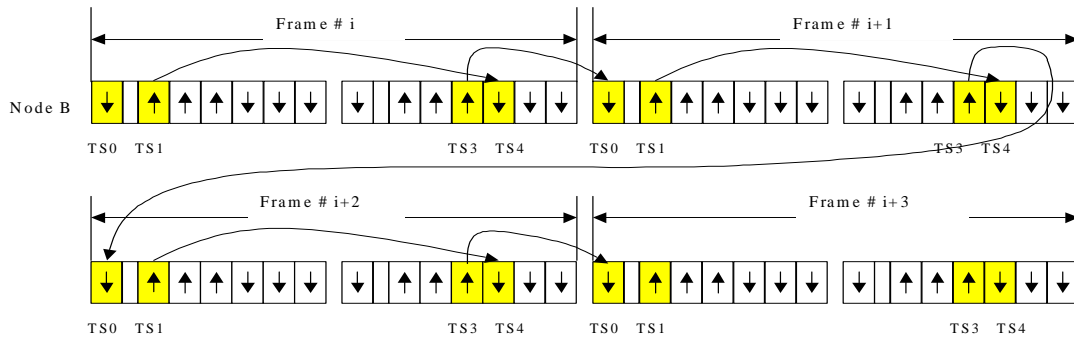 Frame # i
Frame # i+1
Node B
TS0
TS1
TS3
TS4
TS0
TS1
TS3
TS4
Frame # i+2
Frame # i+3
TS0
TS1
TS3
TS4
TS0
TS1
TS3
TS4